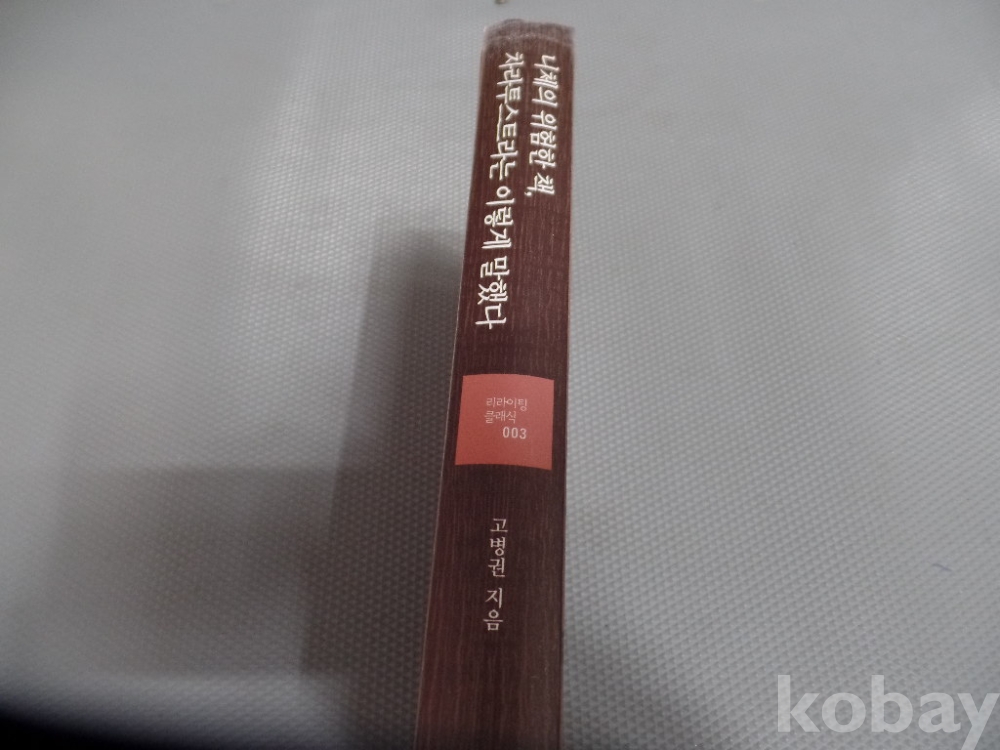 니체의 위험한 책,
차라투스트라는 이렇게 말했다
리라이팅
클래식
003
고병권 지음
kobay